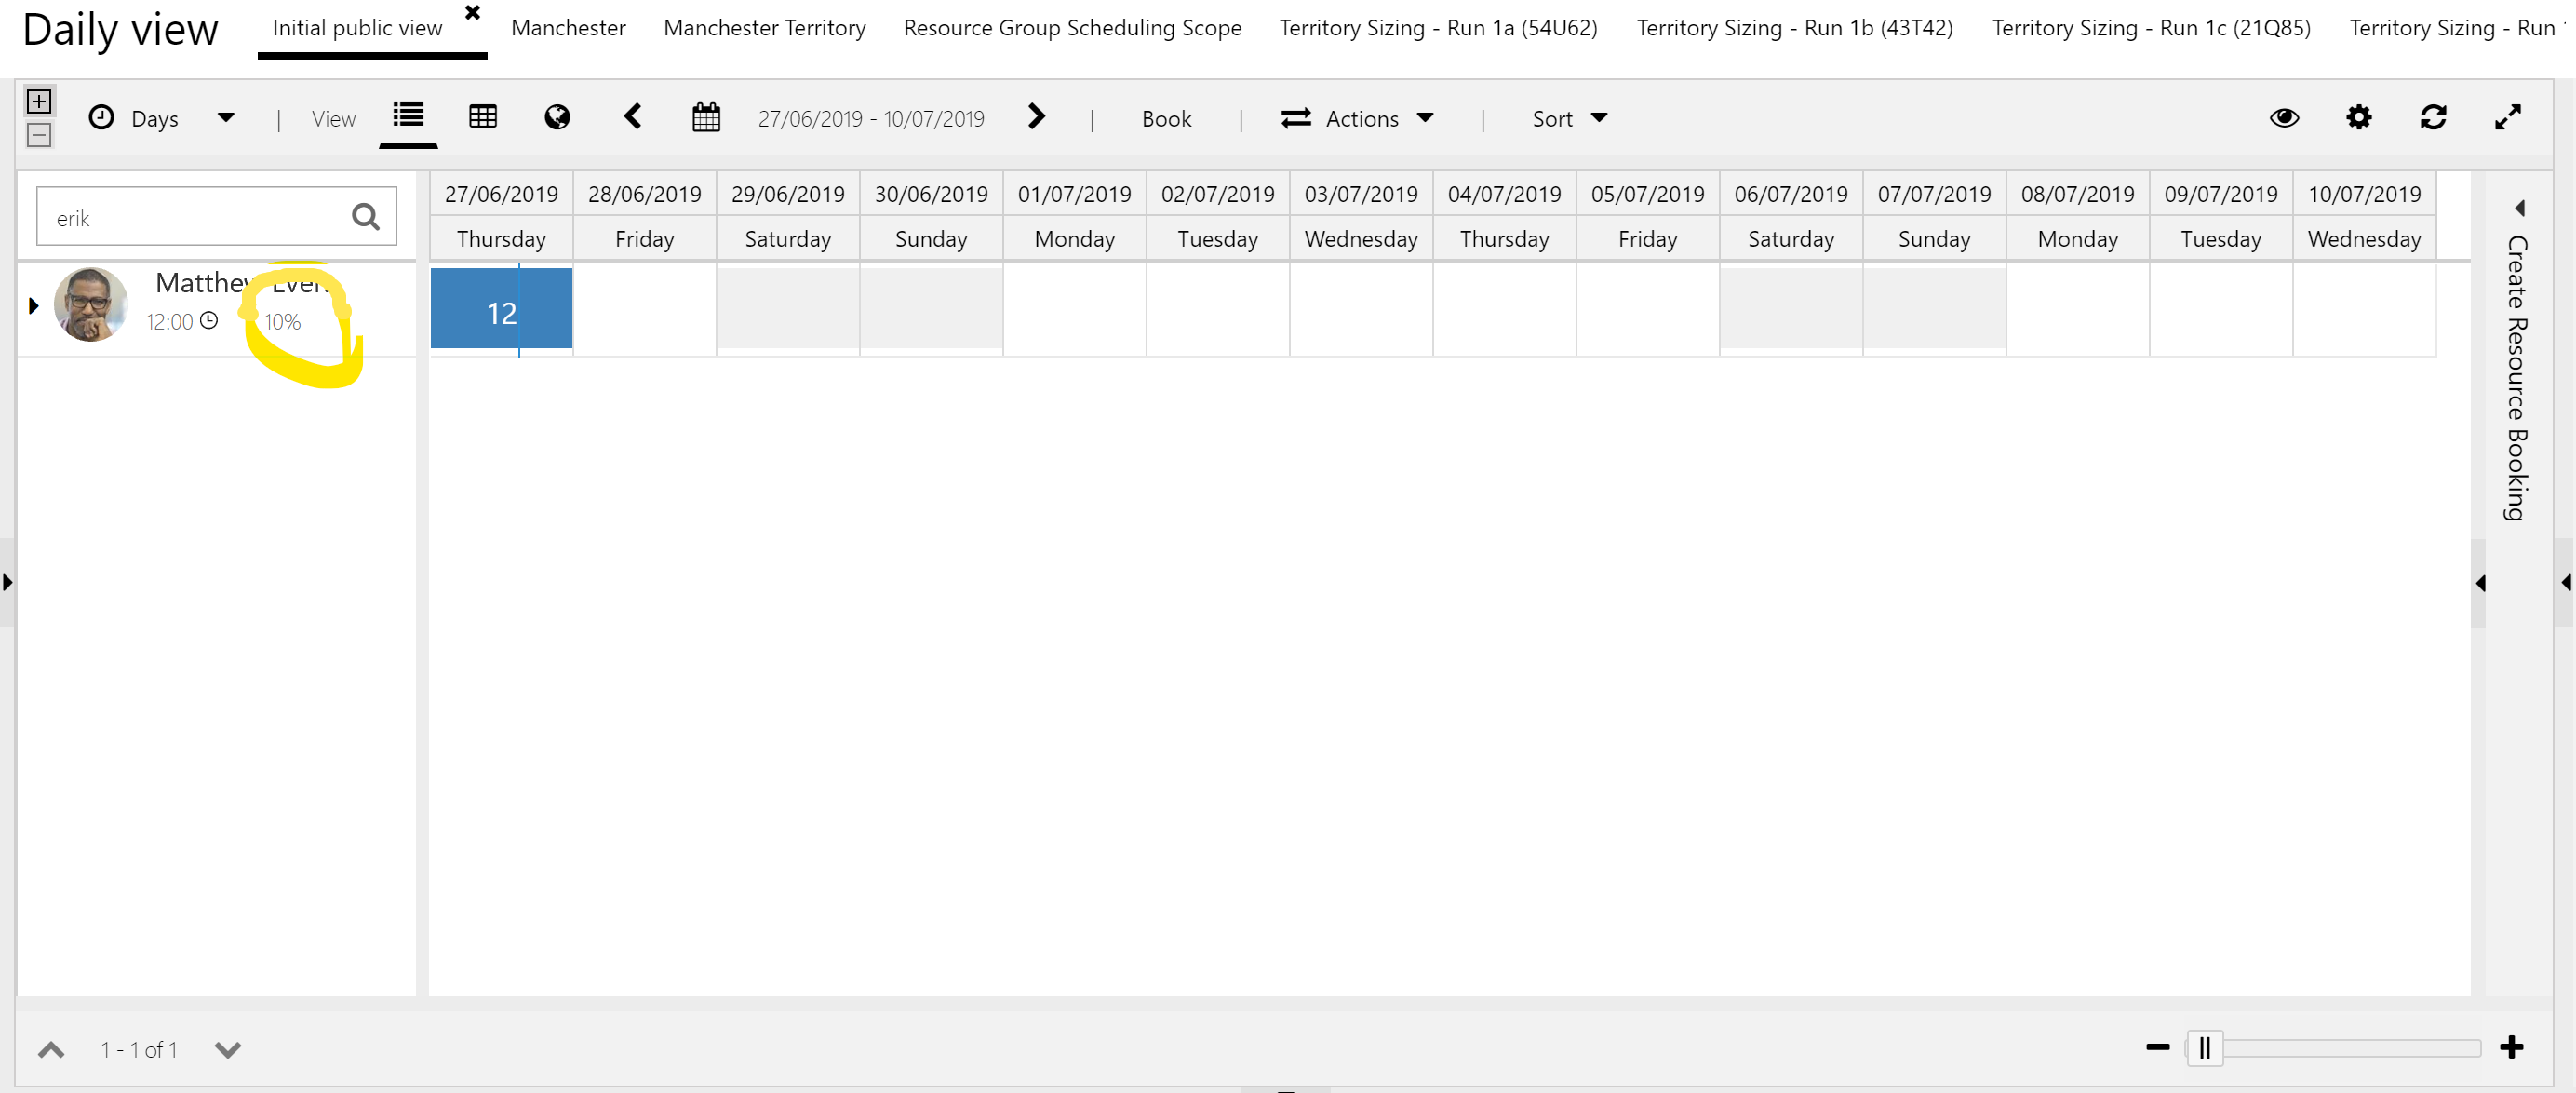 Daily view
Initial public view
Manchester
Manchester Territory
Resource Group Scheduling Scope
Territory Sizing - Run 1a (54U62)
Territory Sizing - Run 1b (43T42)
Territory Sizing - Run 1c (21Q85)
Territory Sizing - Run
Days
View
27/06/2019 - 10/07/2019
Book
Actions
Sort
erik
27/06/2019 28/06/2019 29/06/2019 30/06/2019 01/07/2019 02/07/2019 03/07/2019 04/07/2019 05/07/2019 06/07/2019 07/07/2019 08/07/2019 09/07/2019 10/07/2019
Thursday Friday Saturday Sunday Monday Tuesday Wednesday Thursday Friday Saturday Sunday Monday Tuesday Wednesday
12:00
10%
12
Create Resource Booking
1 - 1 of 1